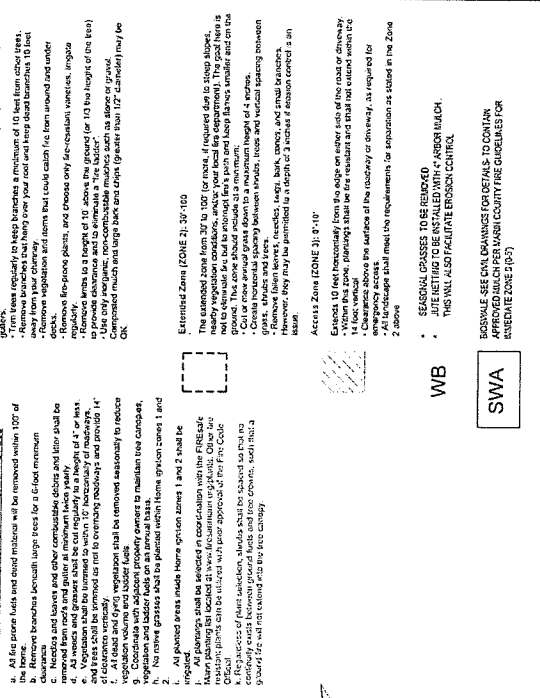 a. All fire prone fuels and dead material will be removed within 100' of
the home.
b. Remove branches beneath large trees for a 6-foot minimum
clearance
c. Needles and leaves and other combustible debris and litter shall be
removed from roofs and gutter at minimum twice yearly
d. All weeds and grasses shall be cut regularly to a height of 4" or less.
e. Vegetation shall be trimmed to within 10' horizontally of roadways,
and trees shall be trimmed as not to overhang roadways and provide 14'
of clearance vertically.
f. All dead and dying vegetation shall be removed seasonally to reduce
vegetation volume and ladder fuels.
g. Coordinate with adjacent property owners to maintain tree canopies,
vegetation and ladder fuels on an annual basis.
h. No native grasses shall be planted within Home ignition zones 1 and
2.
i. All planted areas inside Home ignition zones 1 and 2 shall be
irrigated.
j. All plantings shall be selected in coordination with the FIREsafe
Marin planting list located at www.firesafemarin.org/plants. Other fire
resistant plants can be utilized with prior approval of the Fire Code
Official.
k. Regardless of plant selection, shrubs shall be spaced so that no
continuity exists between ground fuels and tree crowns, such that a
ground fire will not extend into the tree canopy
gutters.
• Trim trees regularly to keep branches a minimum of 10 feet from other trees.
• Remove branches that hang over your roof and keep dead branches 10 feet
away from your chimney.
• Remove vegetation and items that could catch fire from around and under
decks.
• Remove fire-prone plants, and choose only fire-resistant varieties. Irrigate
regularly.
• Remove limbs to a height of 10' above the ground (or 1/3 the height of the tree)
to provide clearance and to eliminate a "fire ladder"
• Use only inorganic, non-combustible mulches such as stone or gravel.
Composted mulch and large bark and chips (greater than 1/2" diameter) may be
OK.
Extended Zone (ZONE 2): 30'-100
The extended zone from 30' to 100' (or more, if required due to steep slopes,
nearby vegetation conditions, and/or your local fire department). The goal here is
not to eliminate fire but to interrupt fire's path and keep flames smaller and on the
ground. This zone should include at a minimum:
• Cut or mow annual grass down to a maximum height of 4 inches.
• Create horizontal spacing between shrubs, trees and vertical spacing between
grass, shrubs and trees.
• Remove fallen leaves, needles, twigs, bark, cones, and small branches.
However, they may be permitted to a depth of 3 inches if erosion control is an
issue.
Access Zone (ZONE 3): 0'-10'
Extends 10 feet horizontally from the edge on either side of the road or driveway.
• Within this zone, plantings shall be fire resistant and shall not extend within the
14 foot vertical
• Clearance above the surface of the roadway or driveway, as required for
emergency access
• All landscape shall meet the requirements for separation as stated in the Zone
2 above
WB
* SEASONAL GRASSES TO BE REMOVED
* JUTE NETTING TO BE INSTALLED WITH 4" ARBOR MULCH.
THIS WILL ALSO FACILITATE EROSION CONTROL
SWA
BIOSWALE -SEE CIVIL DRAWINGS FOR DETAILS- TO CONTAIN
APPROVED MULCH PER MARIN COUNTY FIRE GUIDELINES FOR
IMMEDIATE ZONE 0 (0-5')